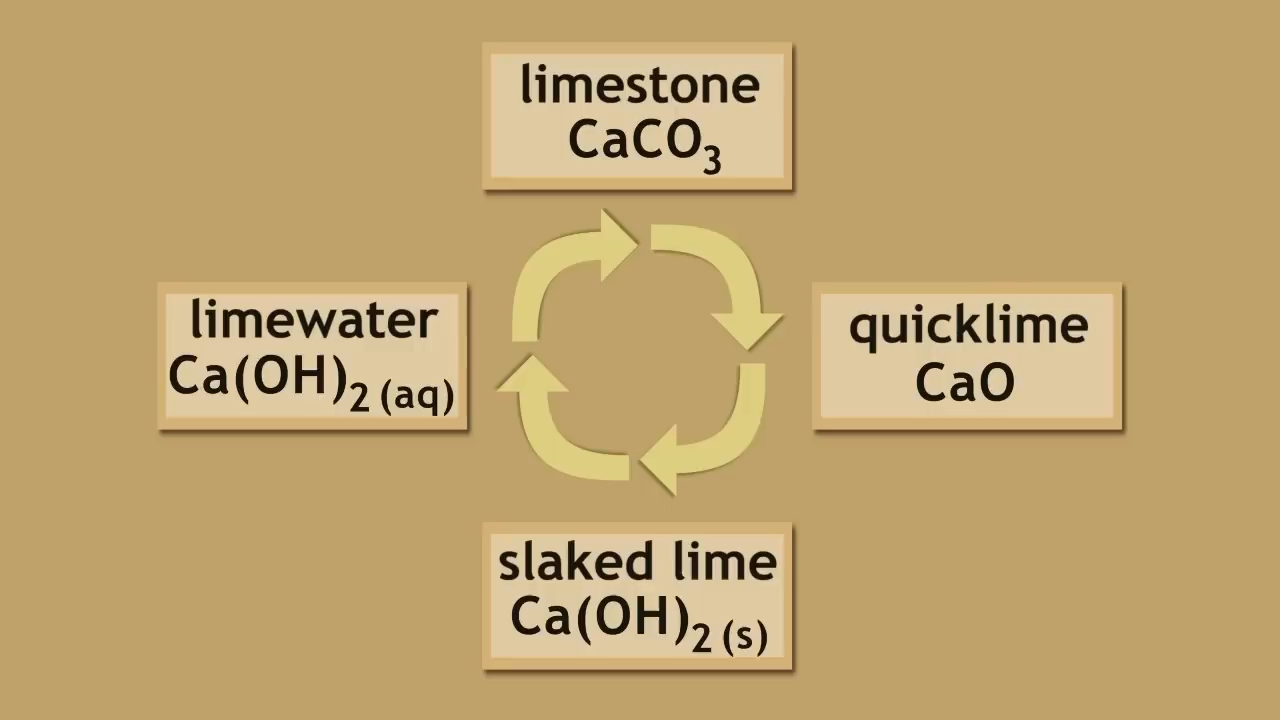 limestone
CaCO₃
limewater
Ca(OH)₂ (aq)
quicklime
CaO
slaked lime
Ca(OH)₂ (s)